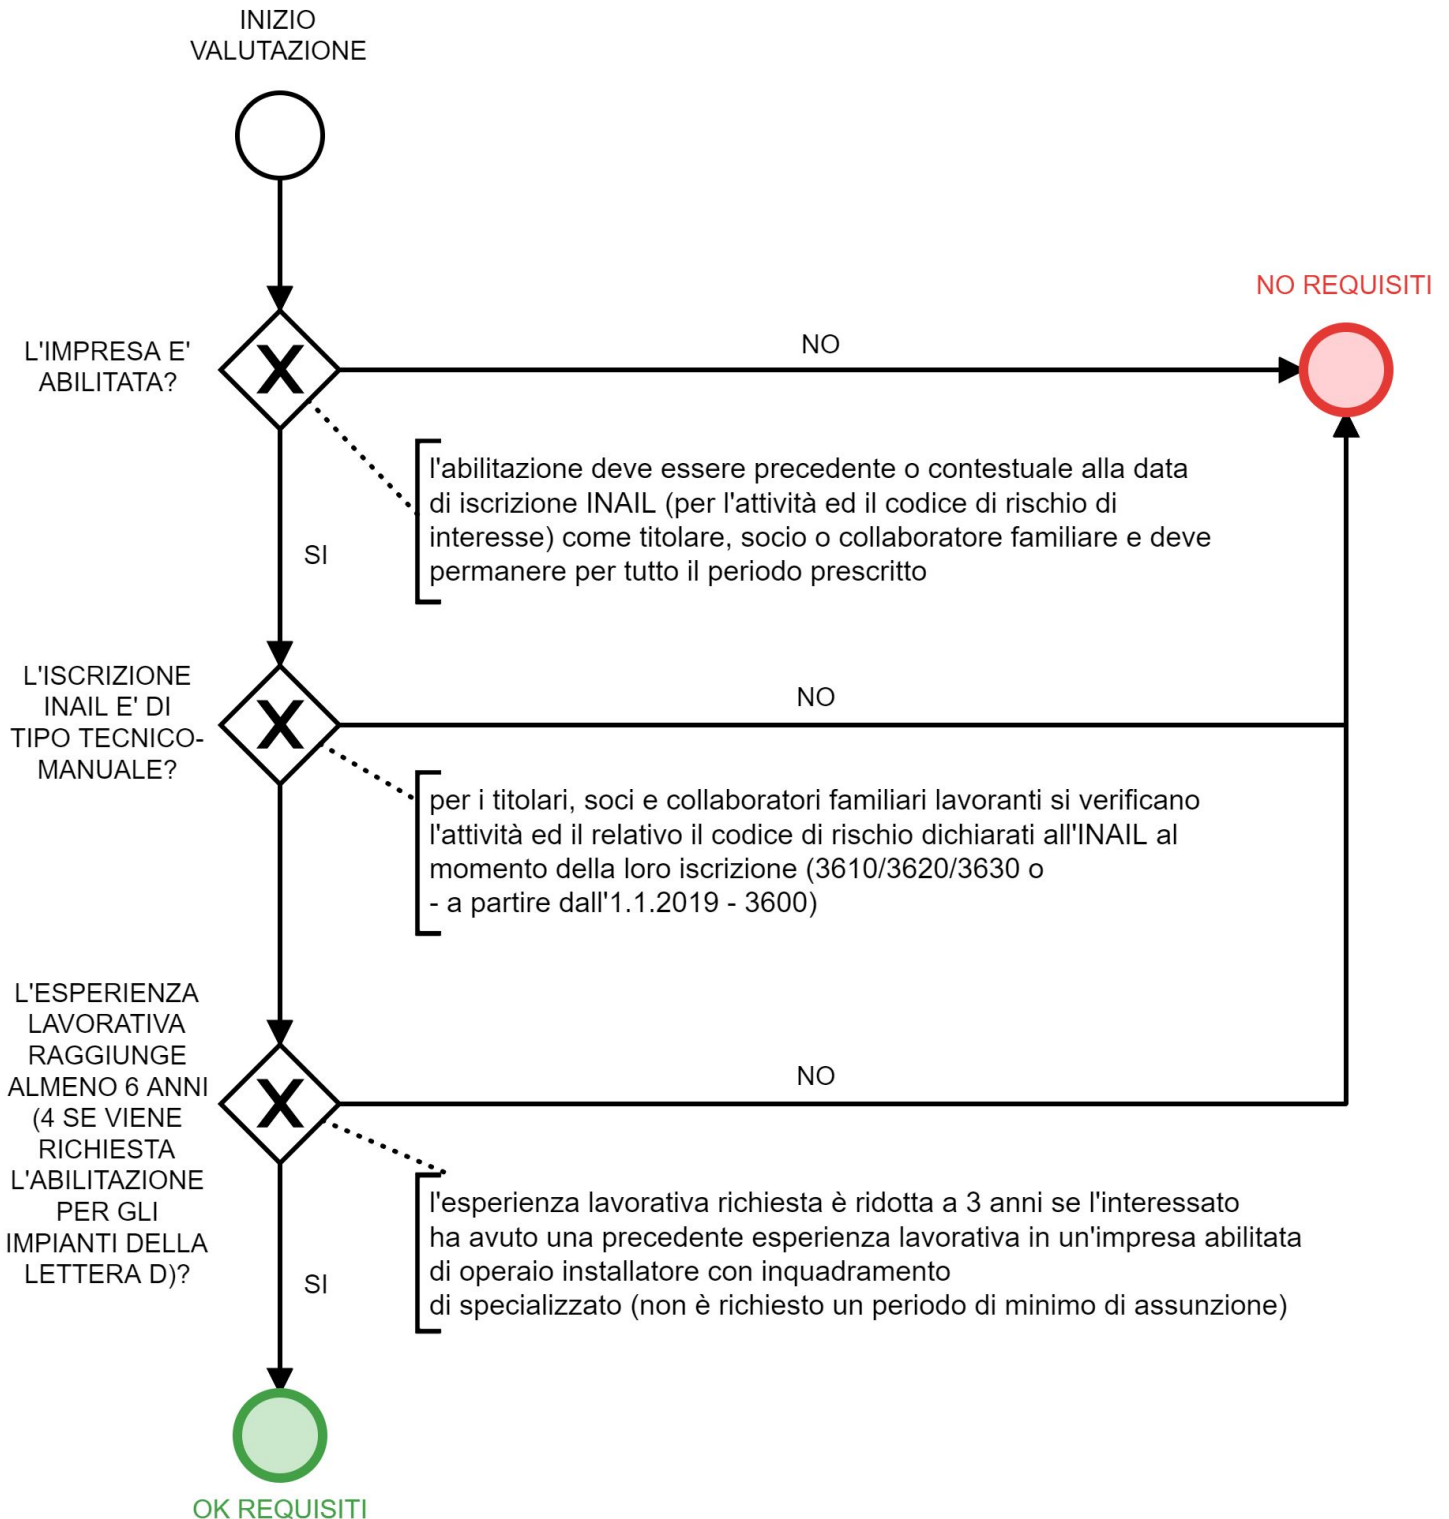 INIZIO
VALUTAZIONE
NO REQUISITI
L'IMPRESA E'
ABILITATA?
X
NO
l'abilitazione deve essere precedente o contestuale alla data
di iscrizione INAIL (per l'attività ed il codice di rischio di
interesse) come titolare, socio o collaboratore familiare e deve
permanere per tutto il periodo prescritto
SI
L'ISCRIZIONE
INAIL E' DI
TIPO TECNICO-
MANUALE?
X
NO
per i titolari, soci e collaboratori familiari lavoranti si verificano
l'attività ed il relativo il codice di rischio dichiarati all'INAIL al
momento della loro iscrizione (3610/3620/3630 o
- a partire dall'1.1.2019 - 3600)
L'ESPERIENZA
LAVORATIVA
RAGGIUNGE
ALMENO 6 ANNI
(4 SE VIENE
RICHIESTA
L'ABILITAZIONE
PER GLI
IMPIANTI DELLA
LETTERA D)?
X
NO
l'esperienza lavorativa richiesta è ridotta a 3 anni se l'interessato
ha avuto una precedente esperienza lavorativa in un'impresa abilitata
di operaio installatore con inquadramento
di specializzato (non è richiesto un periodo di minimo di assunzione)
SI
OK REQUISITI